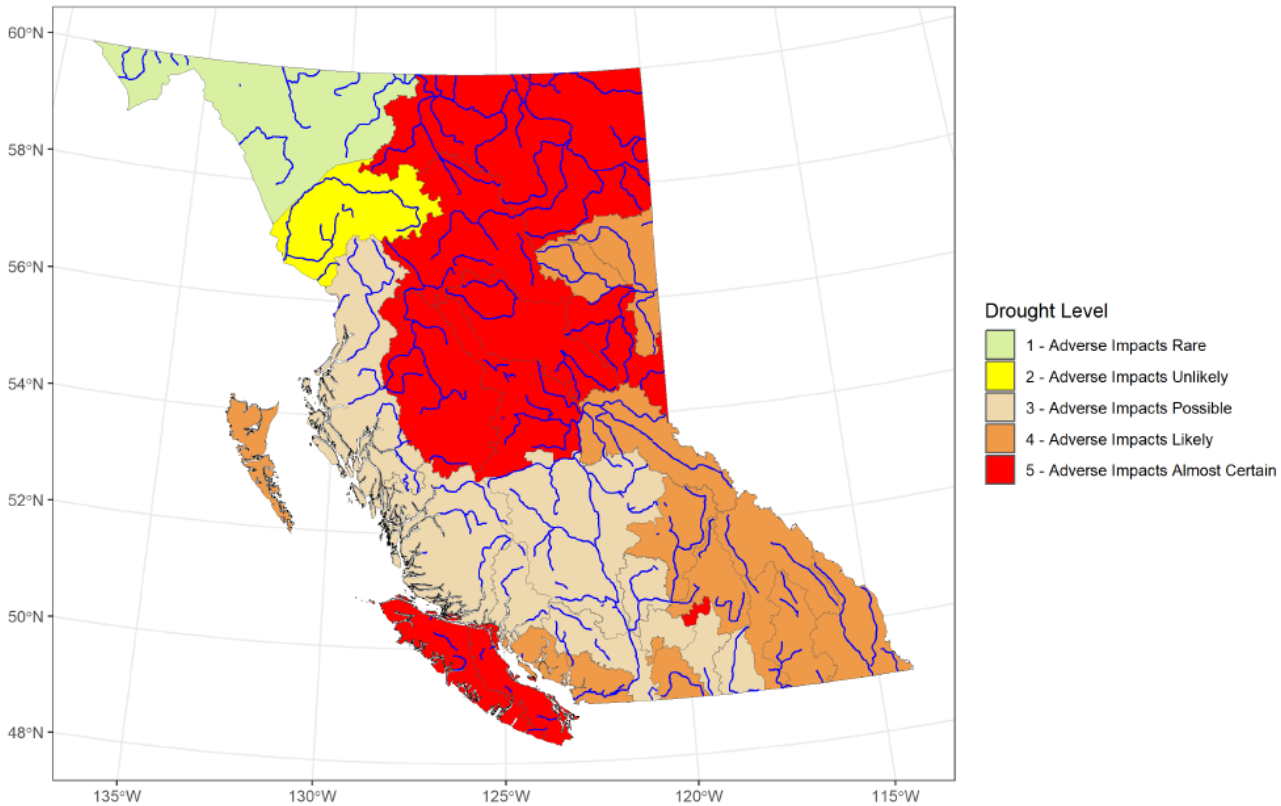 60°N
58°N
56°N
54°N
52°N
50°N
48°N
135°W
130°W
125°W
120°W
115°W
Drought Level
1 - Adverse Impacts Rare
2 - Adverse Impacts Unlikely
3 - Adverse Impacts Possible
4 - Adverse Impacts Likely
5 - Adverse Impacts Almost Certain